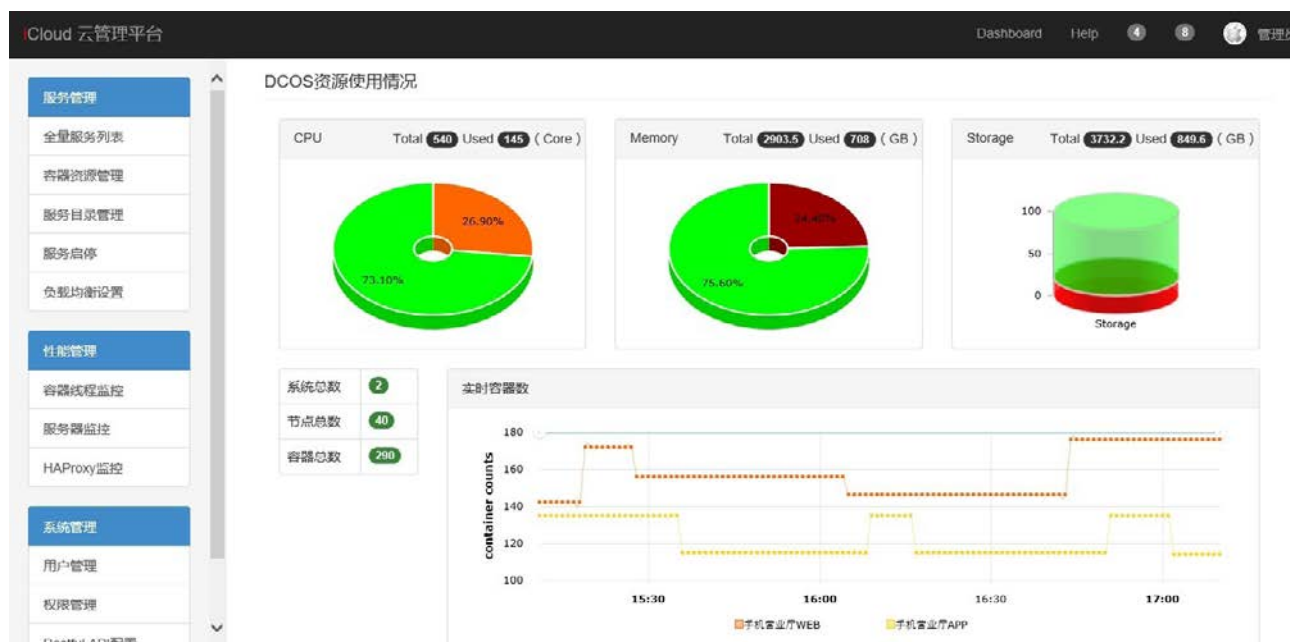 iCloud 云管理平台
Dashboard Help 4 8
服务管理
全量服务列表
容器资源管理
服务目录管理
服务启停
负载均衡设置
性能管理
容器线程监控
服务器监控
HAProxy监控
系统管理
用户管理
权限管理
DCOS资源使用情况
CPU Total 540 Used 145 ( Core )
26.90%
73.10%
Memory Total 2903.5 Used 708 ( GB )
24.40%
75.60%
Storage Total 3732.2 Used 849.6 ( GB )
100
50
0
Storage
系统总数 2
节点总数 40
容器总数 290
实时容器数
container counts
180
160
140
120
100
15:30 16:00 16:30 17:00
手机营业厅WEB 手机营业厅APP